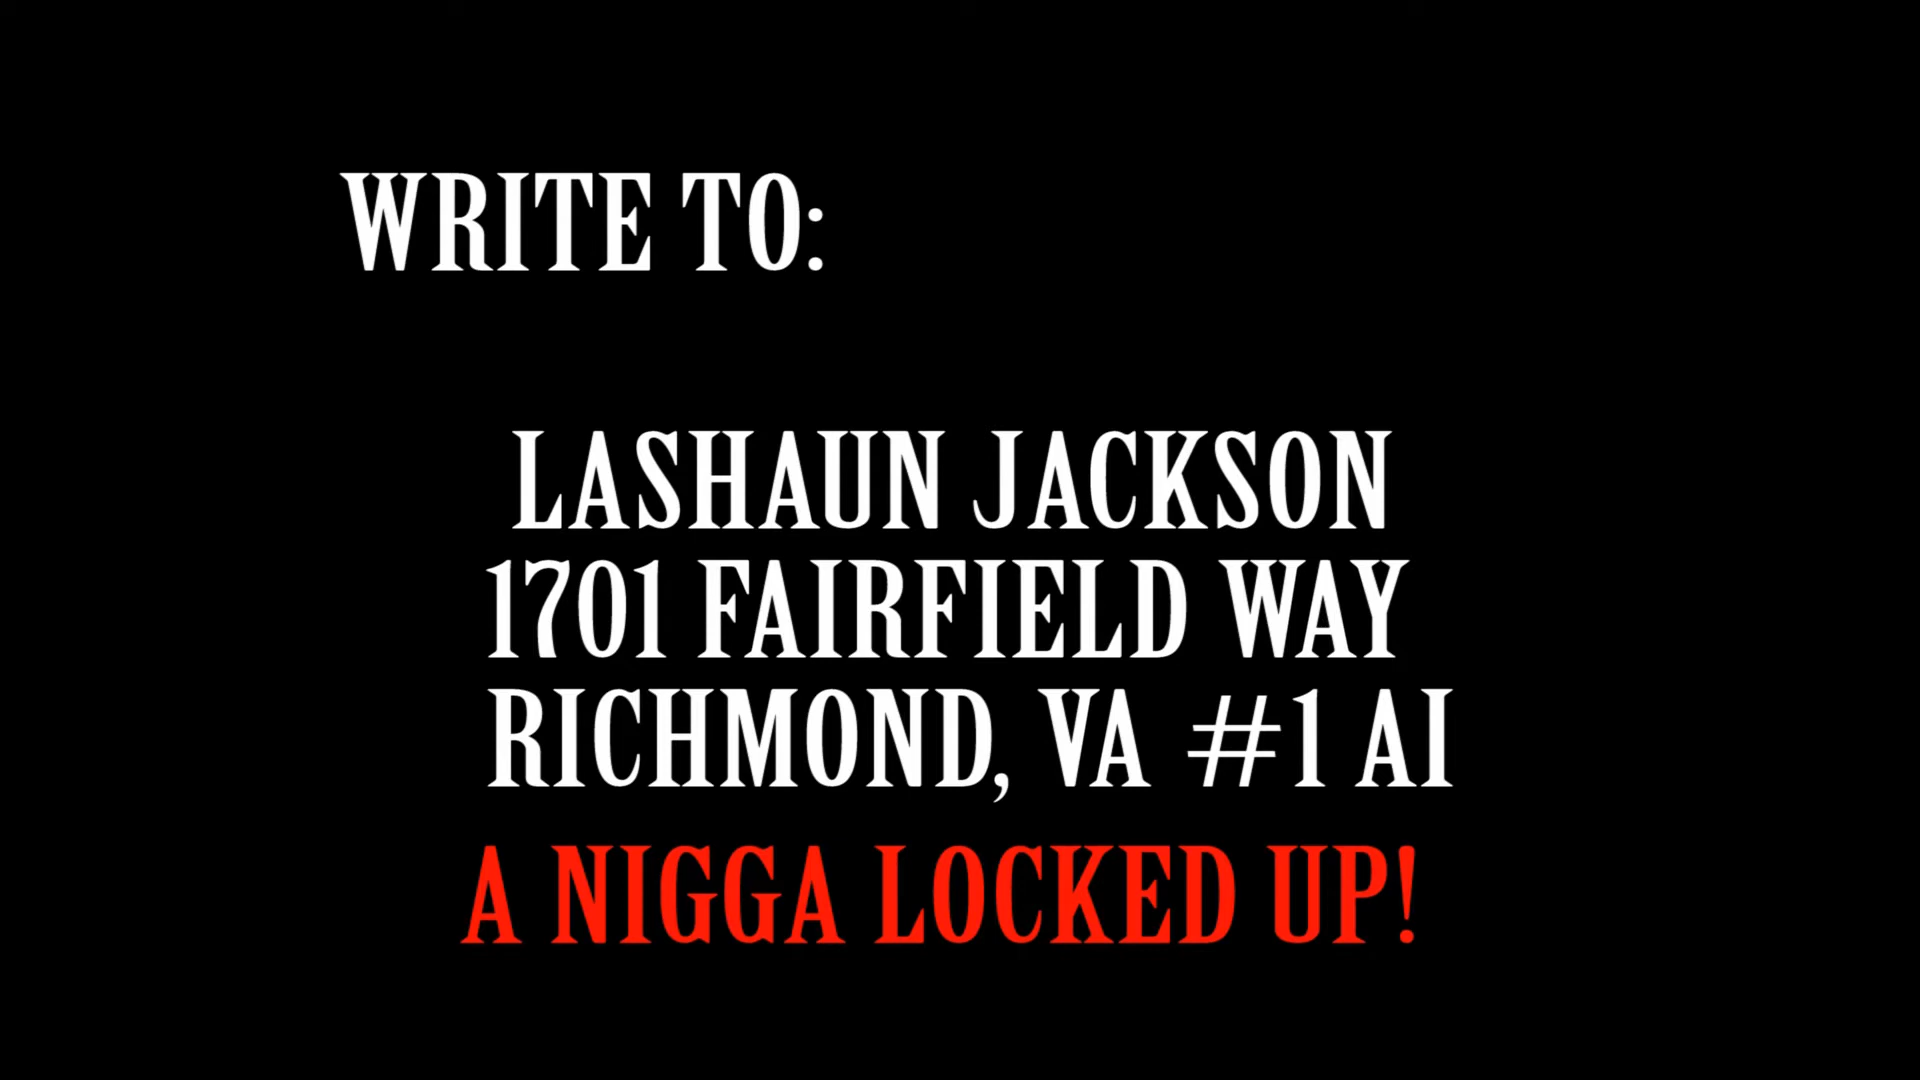 WRITE TO:
LASHAUN JACKSON
1701 FAIRFIELD WAY
RICHMOND, VA #1 AI
A NIGGA LOCKED UP!